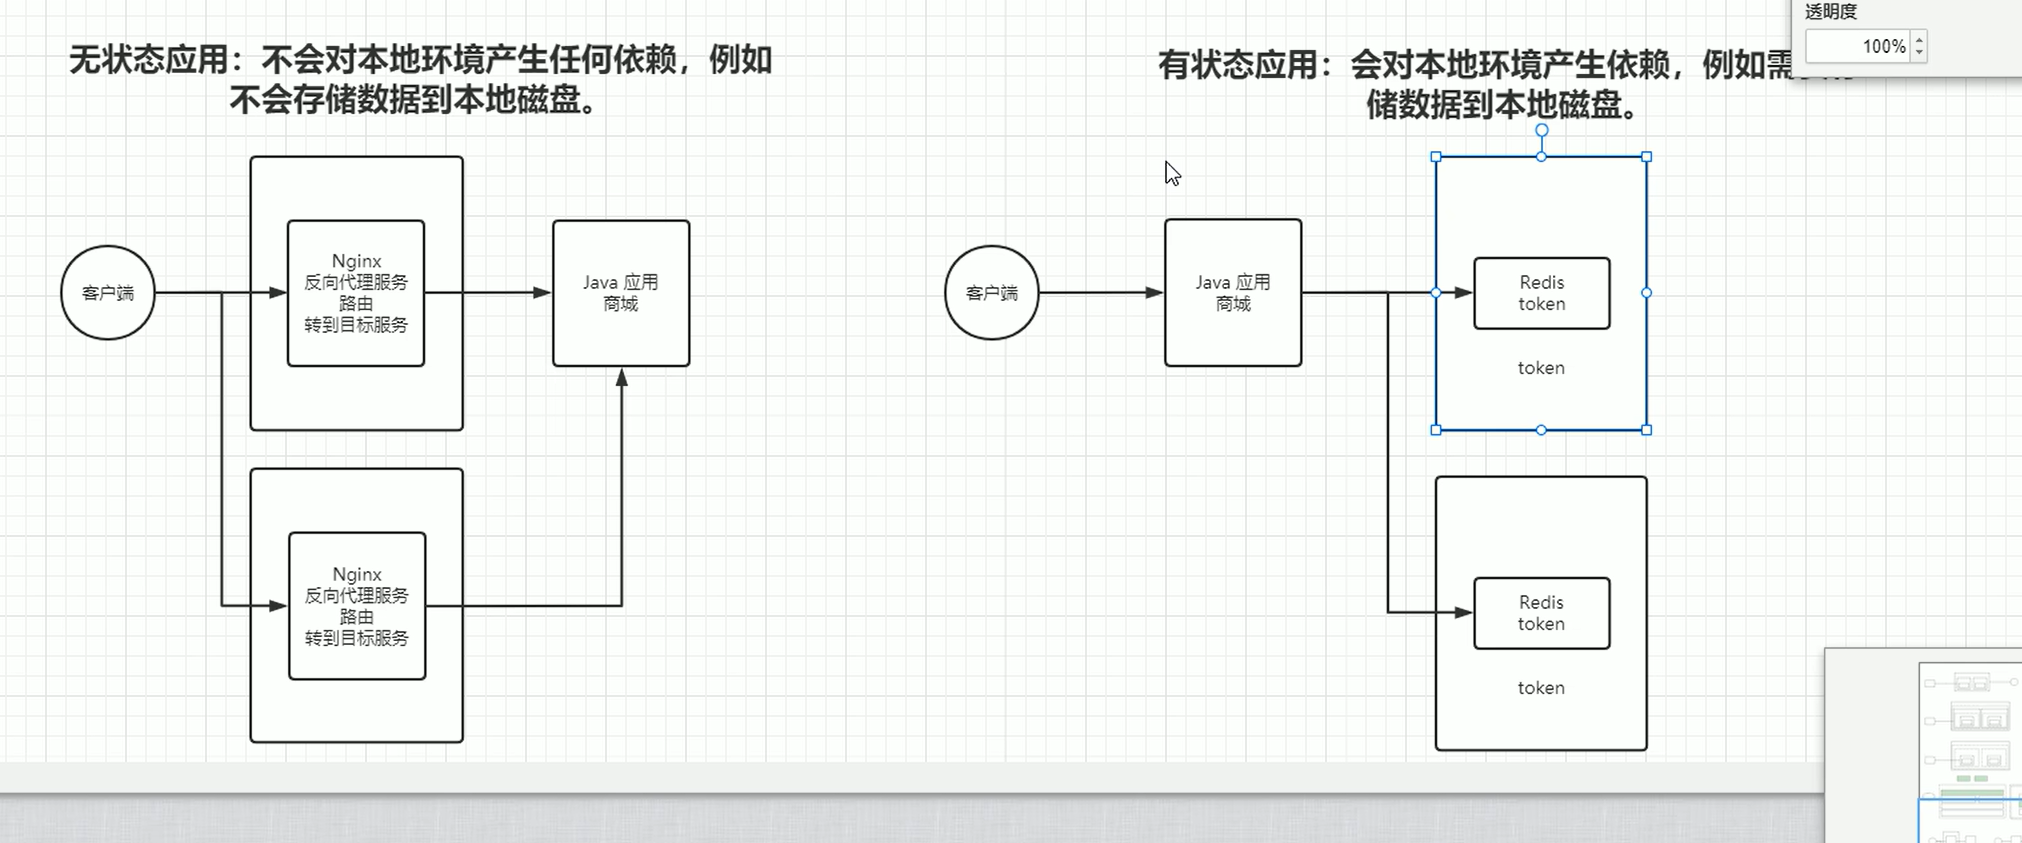 透明度
100%
无状态应用：不会对本地环境产生任何依赖，例如
不会存储数据到本地磁盘。
有状态应用：会对本地环境产生依赖，例如需
储数据到本地磁盘。
客户端
Nginx
反向代理服务
路由
转到目标服务
Java 应用
商城
Nginx
反向代理服务
路由
转到目标服务
客户端
Java 应用
商城
Redis
token
token
Redis
token
token